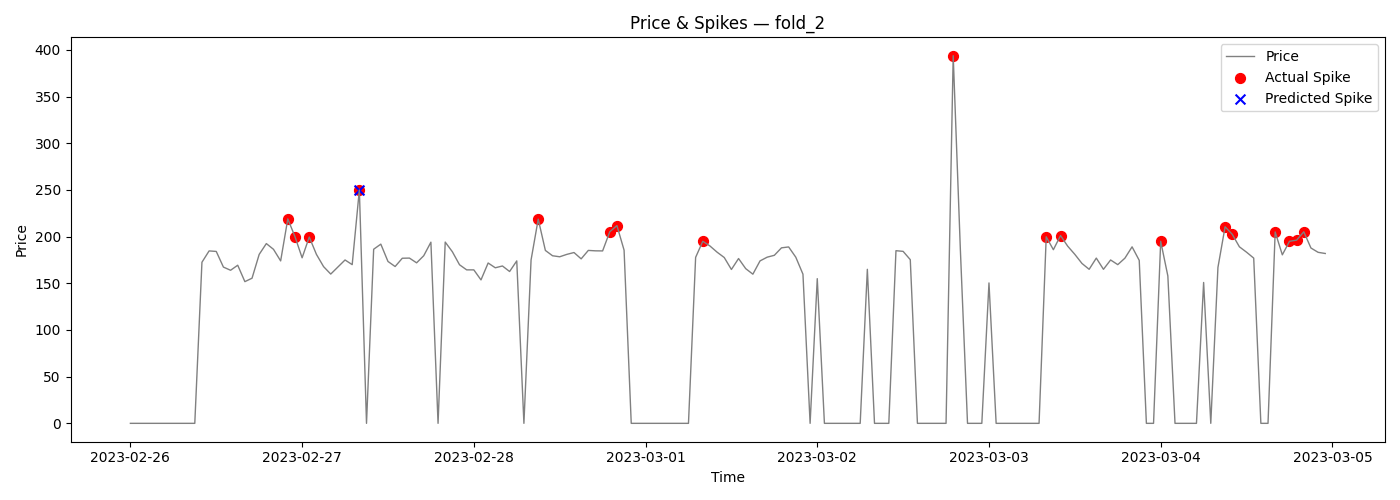 Price & Spikes — fold_2
400
350
300
250
200
150
100
50
0
Price
Price
Actual Spike
Predicted Spike
2023-02-26
2023-02-27
2023-02-28
2023-03-01
2023-03-02
2023-03-03
2023-03-04
2023-03-05
Time